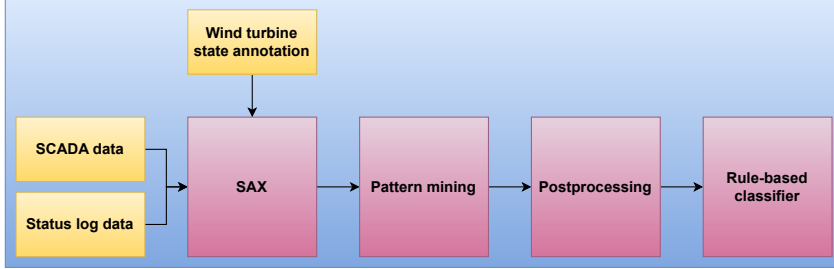 Wind turbine
state annotation
SCADA data
Status log data
SAX
Pattern mining
Postprocessing
Rule-based
classifier